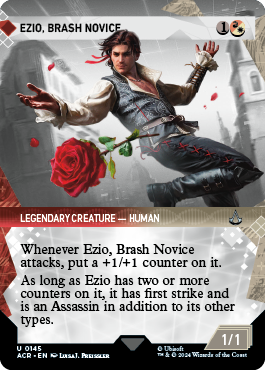 EZIO, BRASH NOVICE 1
LEGENDARY CREATURE — HUMAN
Whenever Ezio, Brash Novice
attacks, put a +1/+1 counter on it.
As long as Ezio has two or more
counters on it, it has first strike and
is an Assassin in addition to its other
types.
1/1
U 0145
ACR • EN LUISA J. PREISSLER
© Ubisoft
™ & © 2024 Wizards of the Coast